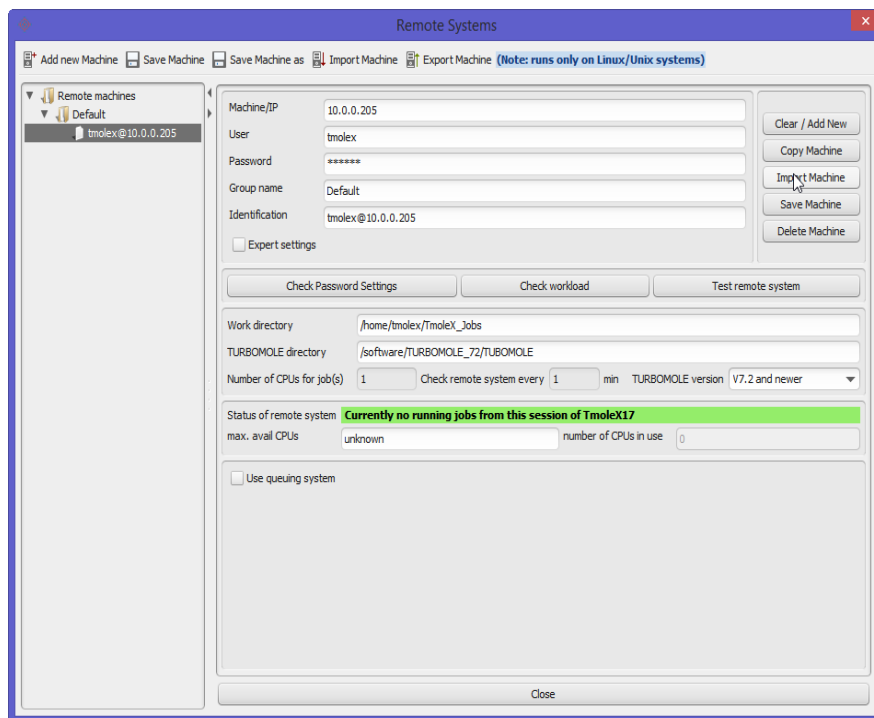 Remote Systems
x
Add new Machine Save Machine Save Machine as Import Machine Export Machine (Note: runs only on Linux/Unix systems)
Remote machines
Default
tmolex@10.0.0.205
Machine/IP 10.0.0.205
User tmolex
Password ******
Group name Default
Identification tmolex@10.0.0.205
Expert settings
Clear / Add New
Copy Machine
Import Machine
Save Machine
Delete Machine
Check Password Settings Check workload Test remote system
Work directory /home/tmolex/TmoleX_Jobs
TURBOMOLE directory /software/TURBOMOLE_72/TUBOMOLE
Number of CPUs for job(s) 1 Check remote system every 1 min TURBOMOLE version V7.2 and newer
Status of remote system Currently no running jobs from this session of TmoleX17
max. avail CPUs unknown number of CPUs in use 0
Use queuing system
Close